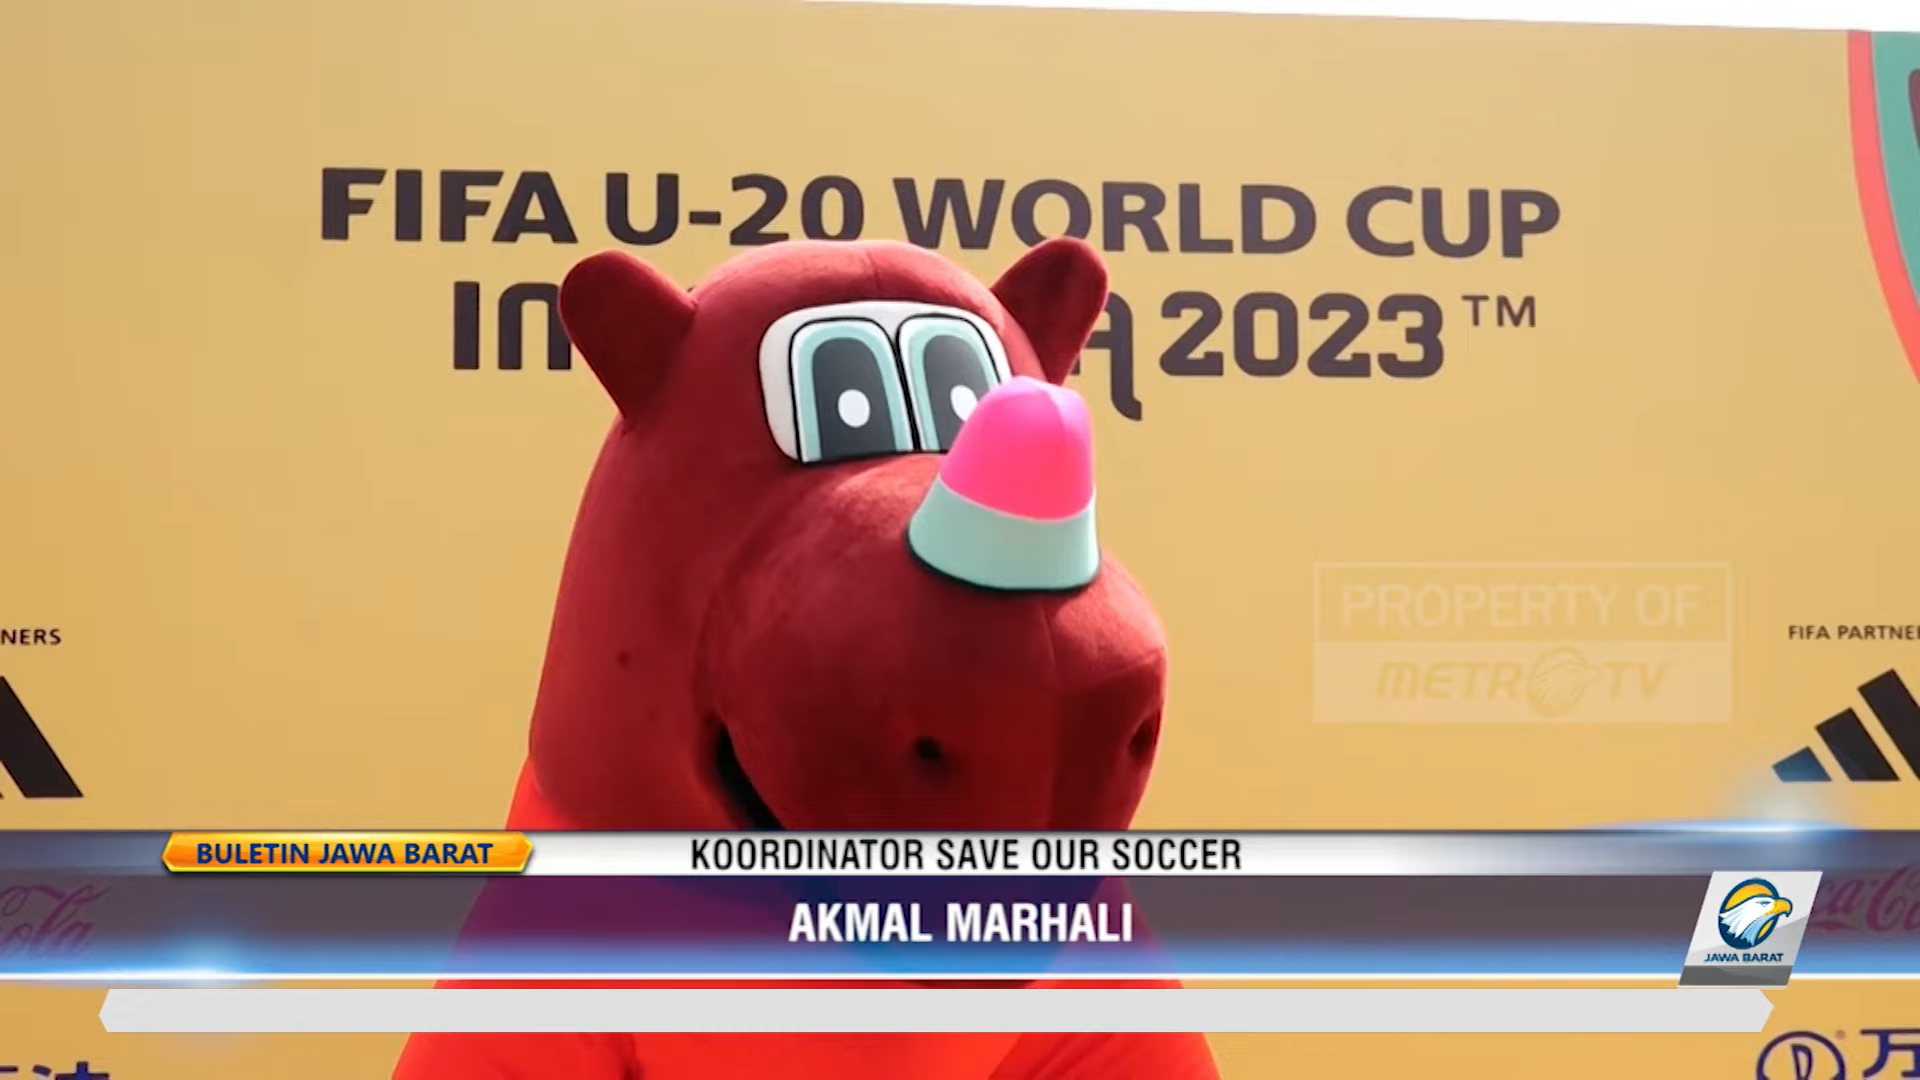 FIFA U-20 WORLD CUP
2023™
PROPERTY OF
METRO TV
NERS
FIFA PARTNE
BULETIN JAWA BARAT
KOORDINATOR SAVE OUR SOCCER
AKMAL MARHALI
JAWA BARAT